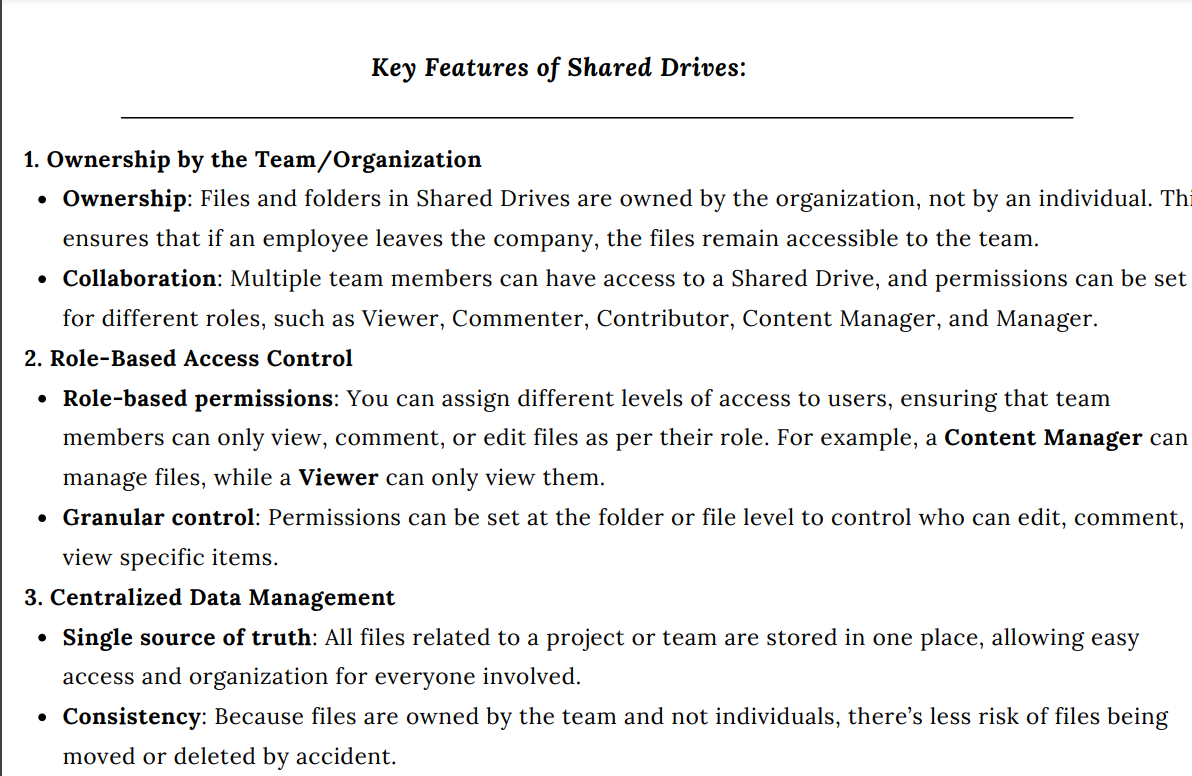 Key Features of Shared Drives:
1. Ownership by the Team/Organization
• Ownership: Files and folders in Shared Drives are owned by the organization, not by an individual.
ensures that if an employee leaves the company, the files remain accessible to the team.
• Collaboration: Multiple team members can have access to a Shared Drive, and permissions can be set
for different roles, such as Viewer, Commenter, Contributor, Content Manager, and Manager.
2. Role-Based Access Control
• Role-based permissions: You can assign different levels of access to users, ensuring that team
members can only view, comment, or edit files as per their role. For example, a Content Manager can
manage files, while a Viewer can only view them.
• Granular control: Permissions can be set at the folder or file level to control who can edit, comment,
view specific items.
3. Centralized Data Management
• Single source of truth: All files related to a project or team are stored in one place, allowing easy
access and organization for everyone involved.
• Consistency: Because files are owned by the team and not individuals, there’s less risk of files being
moved or deleted by accident.